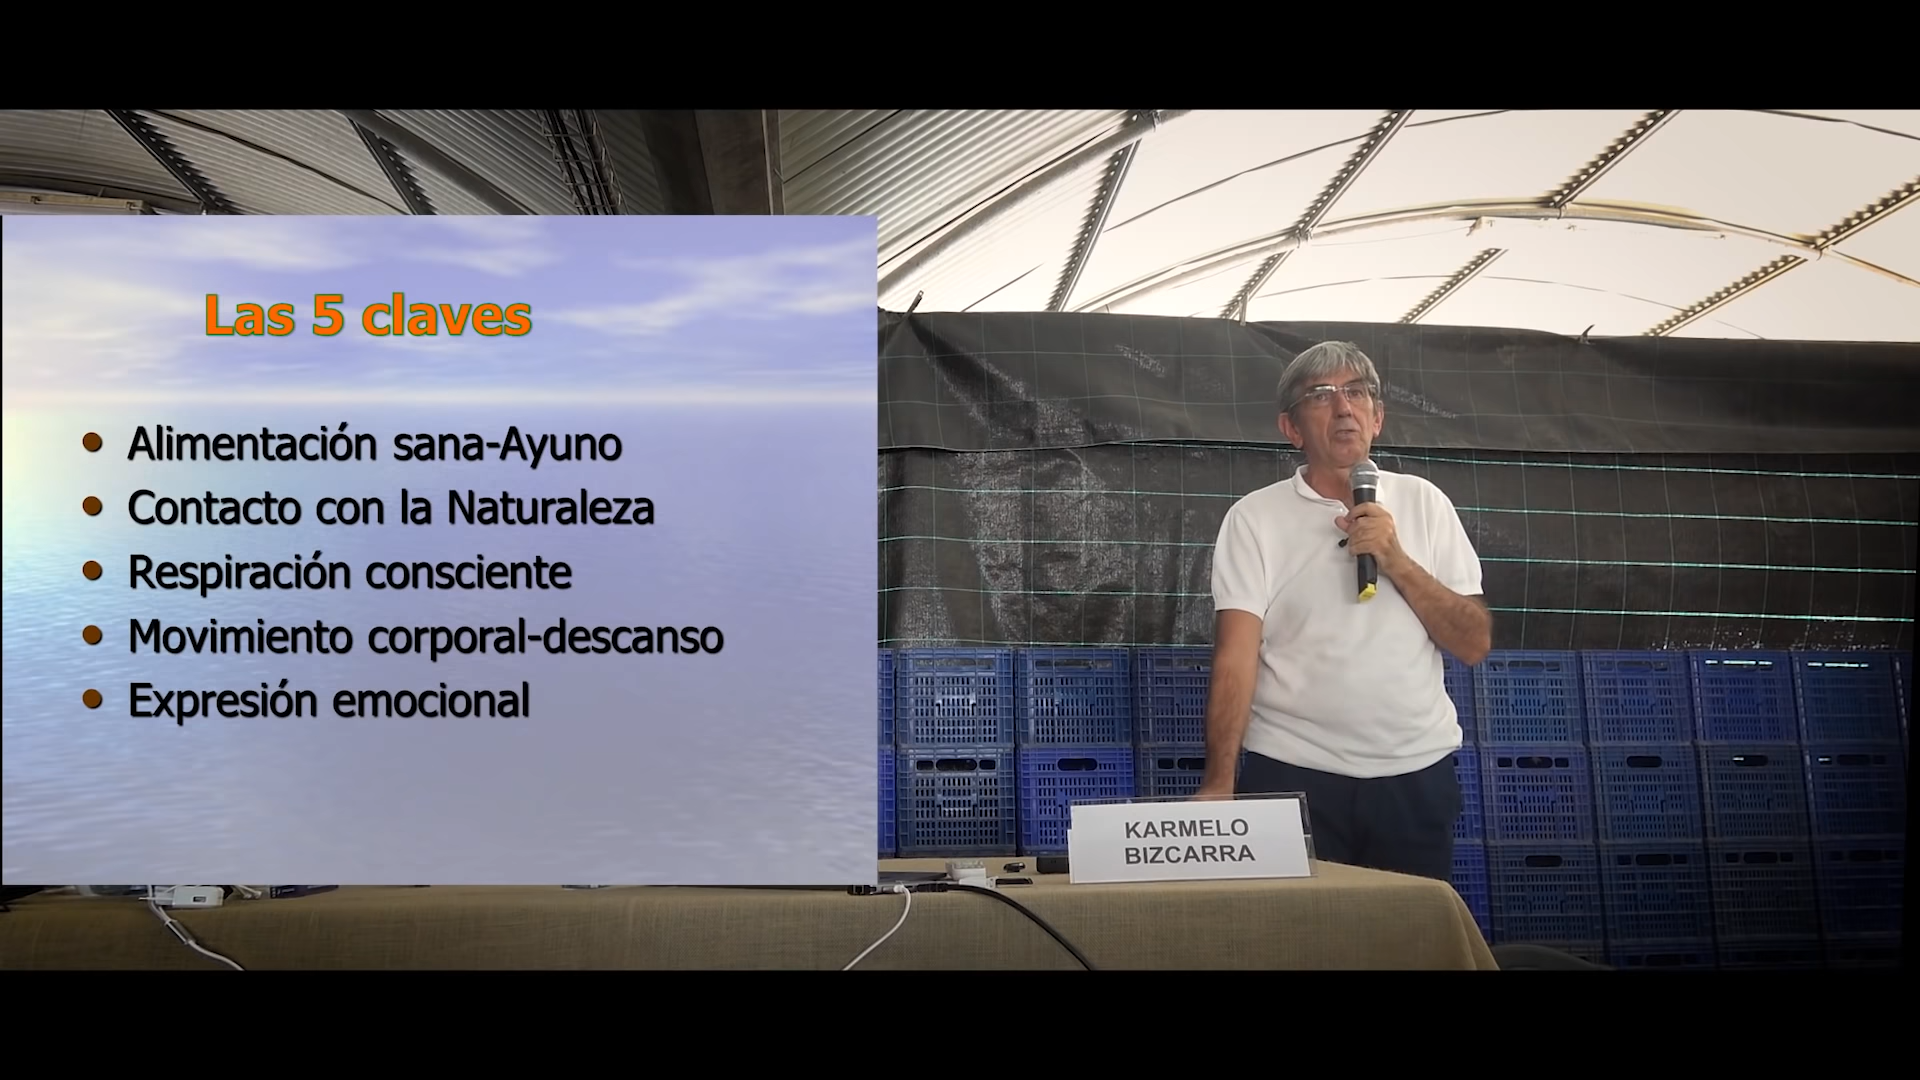 Las 5 claves
Alimentación sana-Ayuno
Contacto con la Naturaleza
Respiración consciente
Movimiento corporal-descanso
Expresión emocional
KARMELO
BIZCARRA